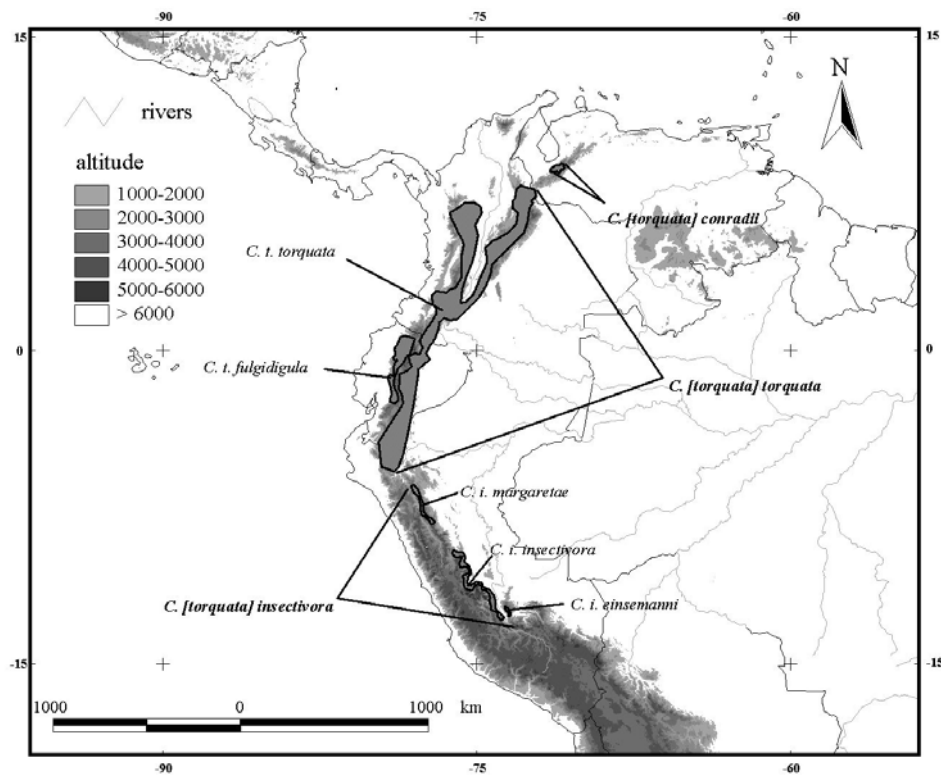 -90 -75 -60
15 15
N
rivers
altitude
1000-2000
2000-3000
3000-4000
4000-5000
5000-6000
> 6000
C. [torquata] conradii
C. t. torquata
0 0
C. t. fulgidigula
C. [torquata] torquata
C. i. margaretae
C. i. insectivora
C. [torquata] insectivora
C. i. einsemanni
-15 -15
1000 0 1000 km
-90 -75 -60